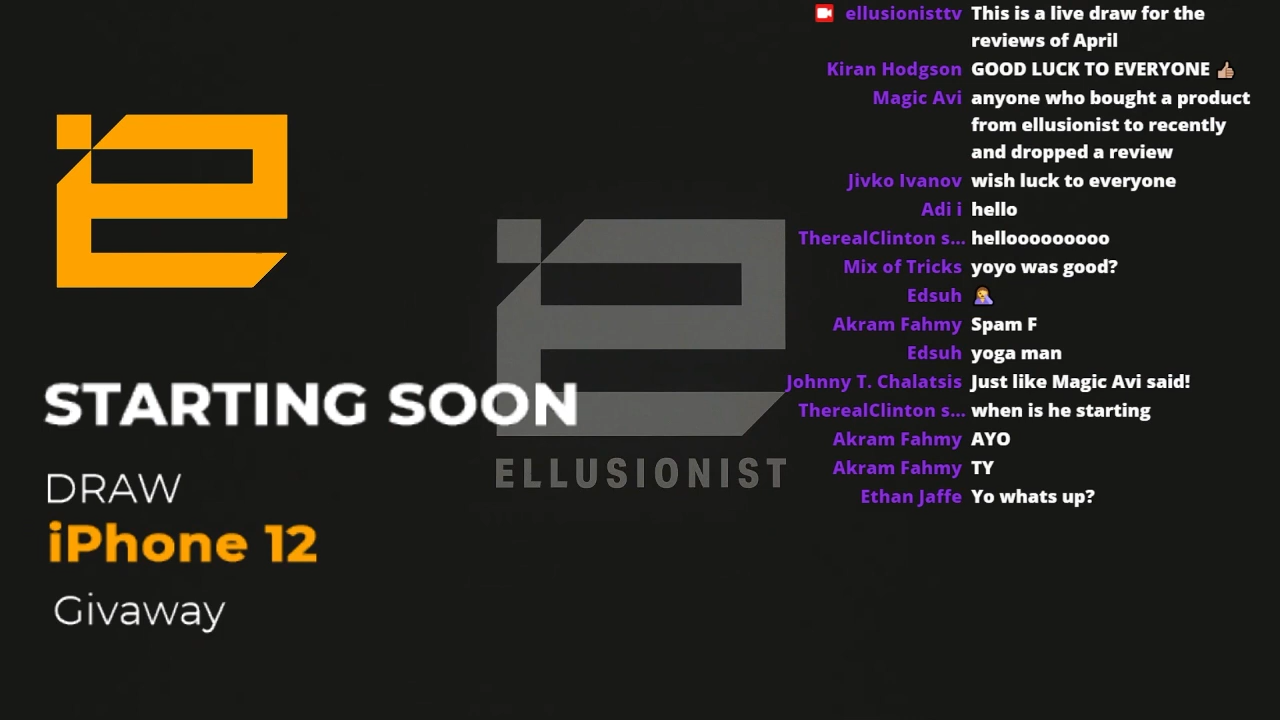 STARTING SOON
DRAW
iPhone 12
Givaway
ELLUSIONIST
ellusionisttv This is a live draw for the
reviews of April
Kiran Hodgson GOOD LUCK TO EVERYONE 👍🏼
Magic Avi anyone who bought a product
from ellusionist to recently
and dropped a review
Jivko Ivanov wish luck to everyone
Adi i hello
TherealClinton s... hellooooooooo
Mix of Tricks yoyo was good?
Edsuh 🤦
Akram Fahmy Spam F
Edsuh yoga man
Johnny T. Chalatsis Just like Magic Avi said!
TherealClinton s... when is he starting
Akram Fahmy AYO
Akram Fahmy TY
Ethan Jaffe Yo whats up?